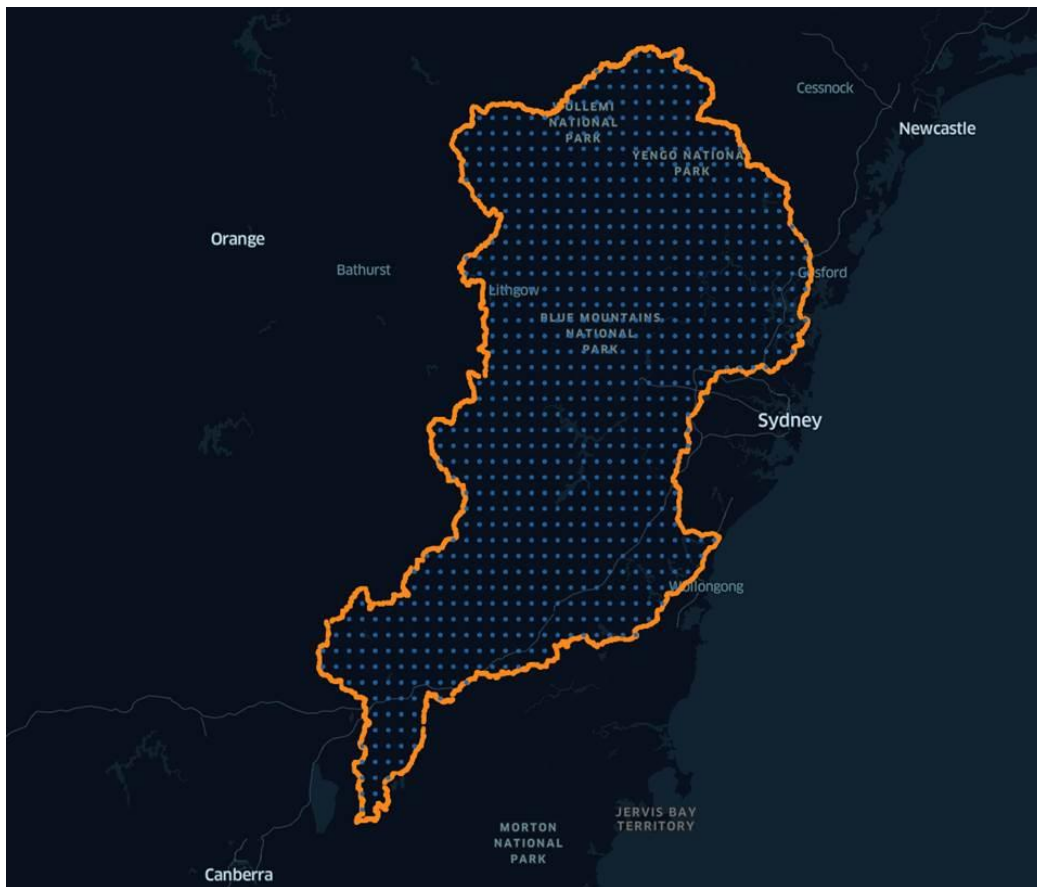 Cessnock
WOLLEMI
NATIONAL
PARK
Newcastle
YENGO NATIONAL
PARK
Orange
Bathurst
Gosford
Lithgow
BLUE MOUNTAINS
NATIONAL
PARK
Sydney
Wollongong
JERVIS BAY
TERRITORY
MORTON
NATIONAL
PARK
Canberra